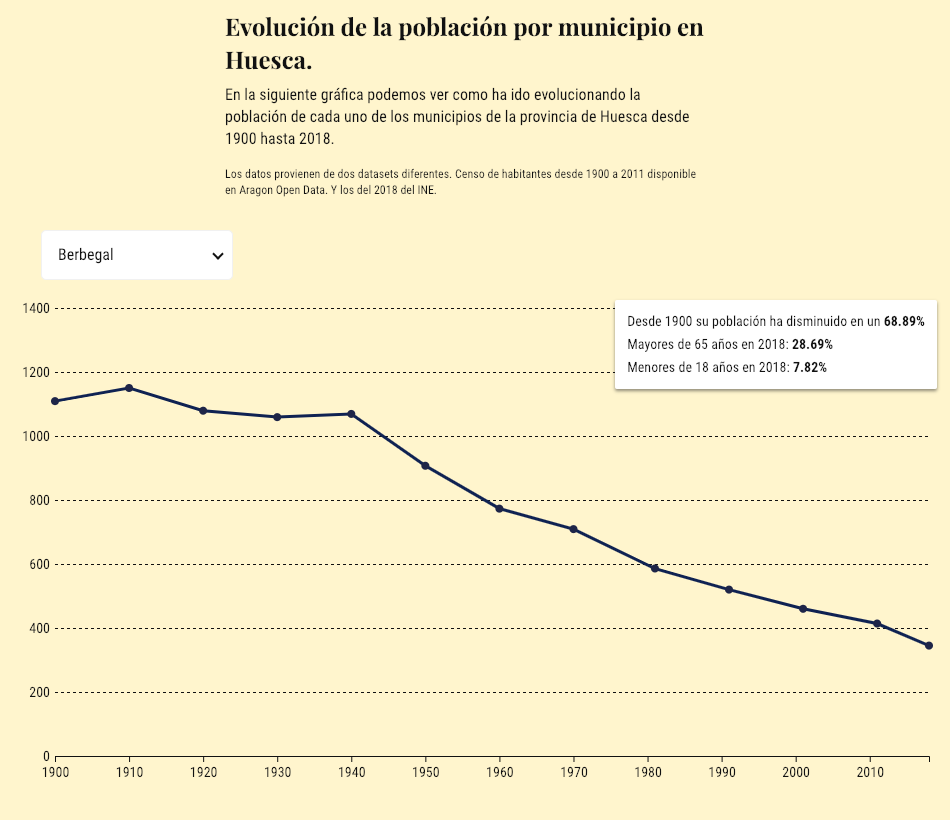 Evolución de la población por municipio en
Huesca.
En la siguiente gráfica podemos ver como ha ido evolucionando la
población de cada uno de los municipios de la provincia de Huesca desde
1900 hasta 2018.
Los datos provienen de dos datasets diferentes. Censo de habitantes desde 1900 a 2011 disponible
en Aragon Open Data. Y los del 2018 del INE.
Berbegal
Desde 1900 su población ha disminuido en un 68.89%
Mayores de 65 años en 2018: 28.69%
Menores de 18 años en 2018: 7.82%
1400
1200
1000
800
600
400
200
0
1900 1910 1920 1930 1940 1950 1960 1970 1980 1990 2000 2010